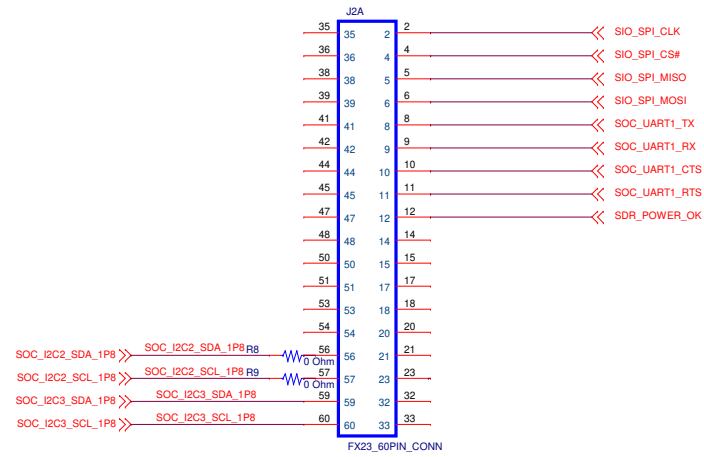 J2A
35 35 2 2 SIO_SPI_CLK
36 36 4 4 SIO_SPI_CS#
38 38 5 5 SIO_SPI_MISO
39 39 6 6 SIO_SPI_MOSI
41 41 8 8 SOC_UART1_TX
42 42 9 9 SOC_UART1_RX
44 44 10 10 SOC_UART1_CTS
45 45 11 11 SOC_UART1_RTS
47 47 12 12 SDR_POWER_OK
48 48 14 14
50 50 15 15
51 51 17 17
53 53 18 18
54 54 20 20
SOC_I2C2_SDA_1P8 SOC_I2C2_SDA_1P8 R8 0 Ohm 56 56 21 21
SOC_I2C2_SCL_1P8 SOC_I2C2_SCL_1P8 R9 0 Ohm 57 57 23 23
SOC_I2C3_SDA_1P8 SOC_I2C3_SDA_1P8 59 59 32 32
SOC_I2C3_SCL_1P8 SOC_I2C3_SCL_1P8 60 60 33 33
FX23_60PIN_CONN